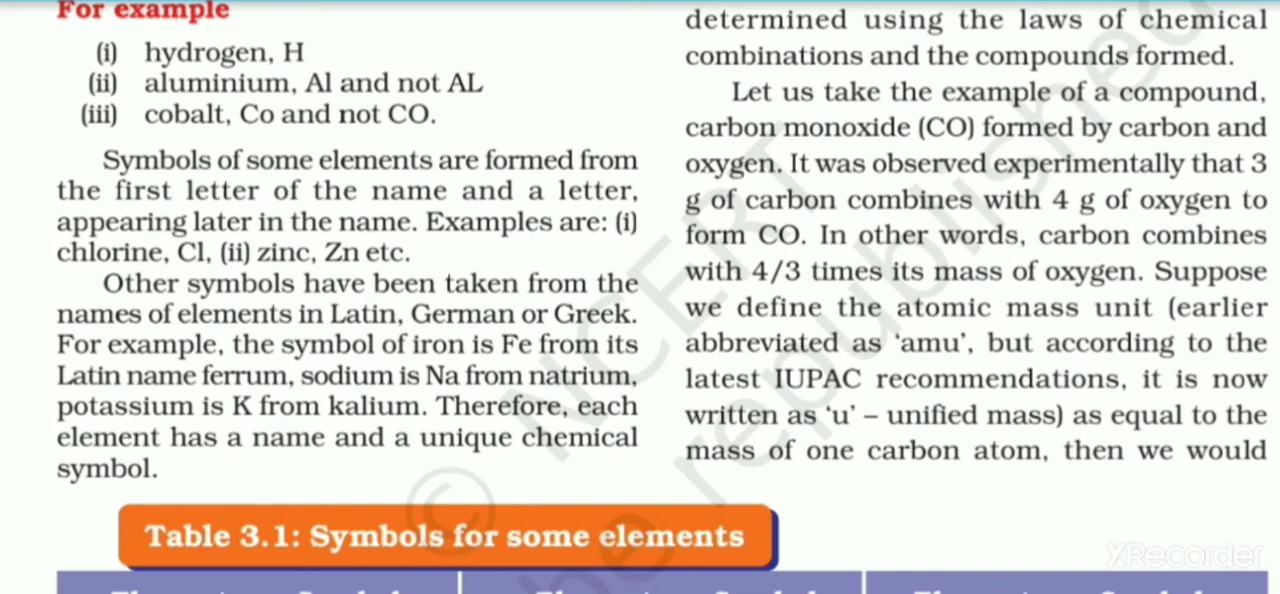 For example
(i) hydrogen, H
(ii) aluminium, Al and not AL
(iii) cobalt, Co and not CO.
Symbols of some elements are formed from
the first letter of the name and a letter,
appearing later in the name. Examples are: (i)
chlorine, Cl, (ii) zinc, Zn etc.
Other symbols have been taken from the
names of elements in Latin, German or Greek.
For example, the symbol of iron is Fe from its
Latin name ferrum, sodium is Na from natrium,
potassium is K from kalium. Therefore, each
element has a name and a unique chemical
symbol.
determined using the laws of chemical
combinations and the compounds formed.
Let us take the example of a compound,
carbon monoxide (CO) formed by carbon and
oxygen. It was observed experimentally that 3
g of carbon combines with 4 g of oxygen to
form CO. In other words, carbon combines
with 4/3 times its mass of oxygen. Suppose
we define the atomic mass unit (earlier
abbreviated as ‘amu’, but according to the
latest IUPAC recommendations, it is now
written as ‘u’ – unified mass) as equal to the
mass of one carbon atom, then we would
© NCERT
be republished
Table 3.1: Symbols for some elements
XRecorder